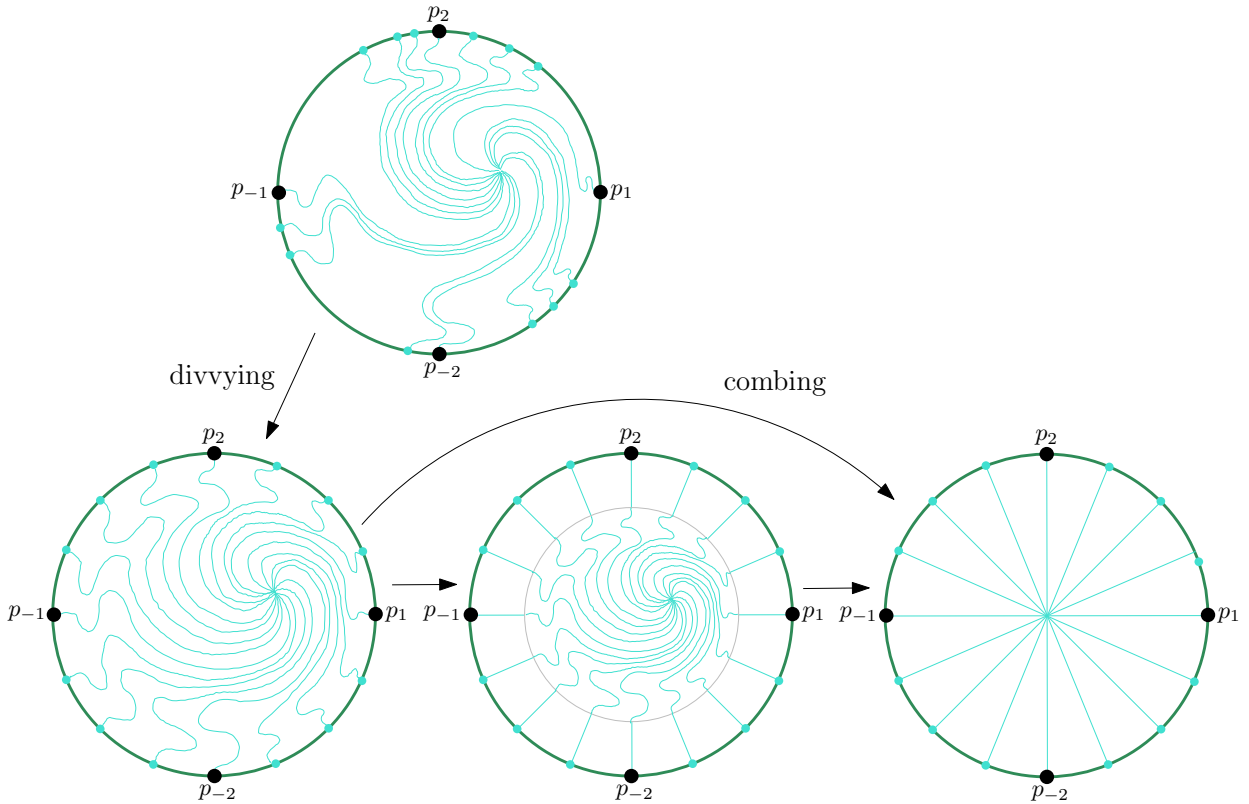 p₂
p₋₁ p₁
p₋₂
divvying
combing
p₂ p₂ p₂
p₋₁ p₁ p₋₁ p₁ p₋₁ p₁
p₋₂ p₋₂ p₋₂